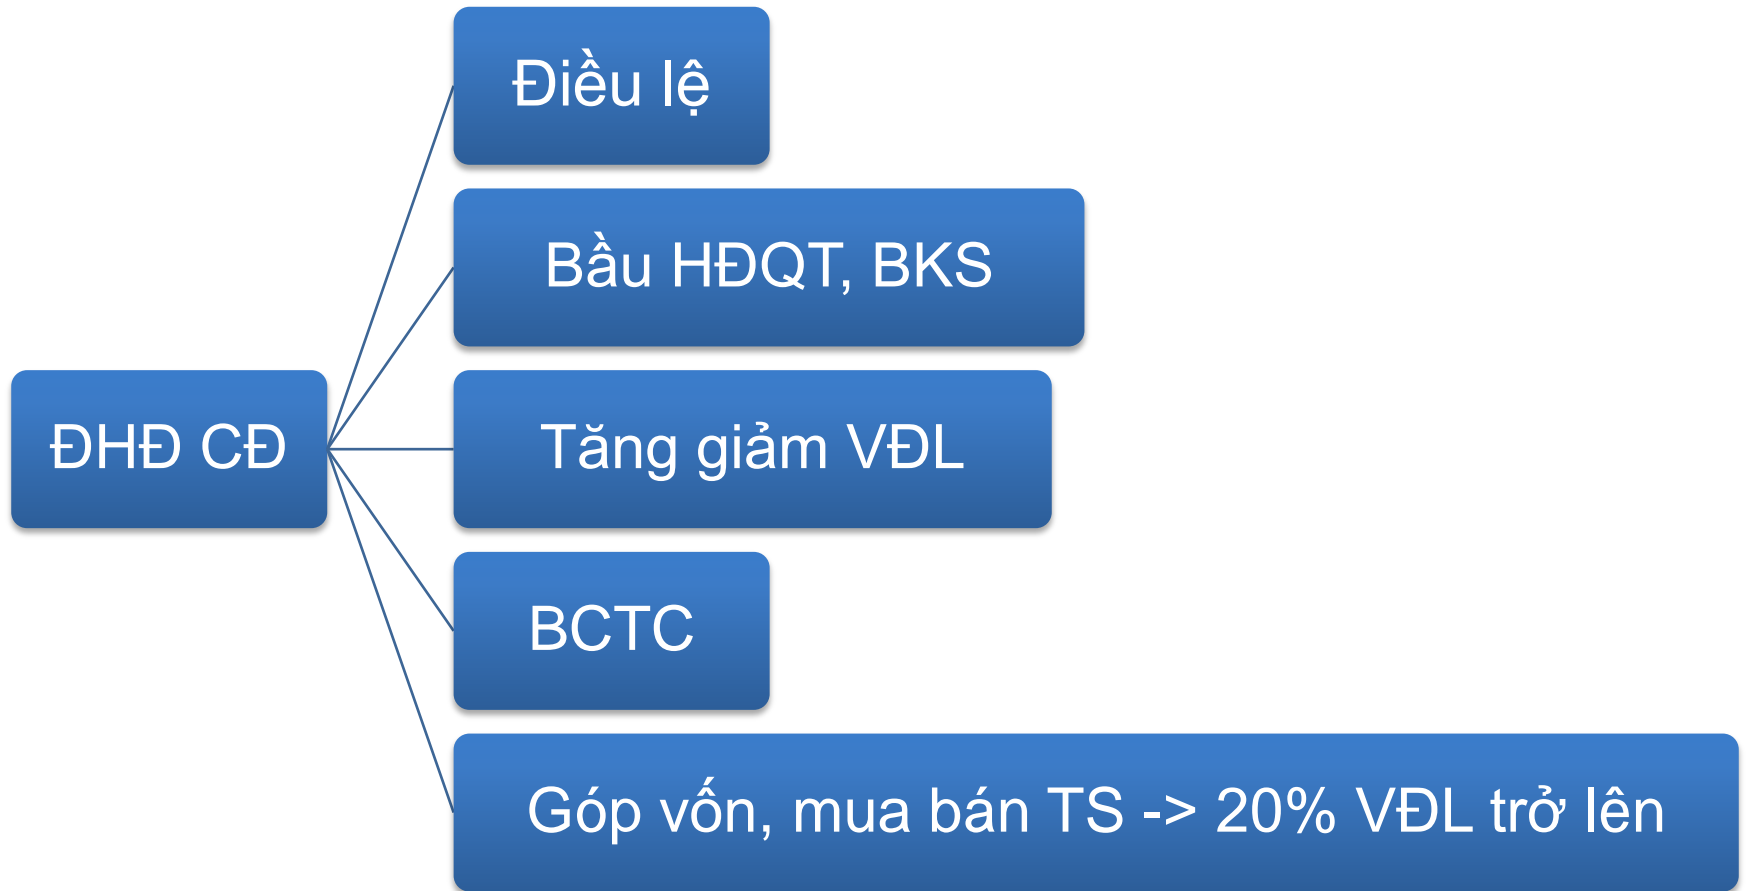 Điều lệ
Bầu HĐQT, BKS
ĐHĐ CĐ
Tăng giảm VĐL
BCTC
Góp vốn, mua bán TS -> 20% VĐL trở lên